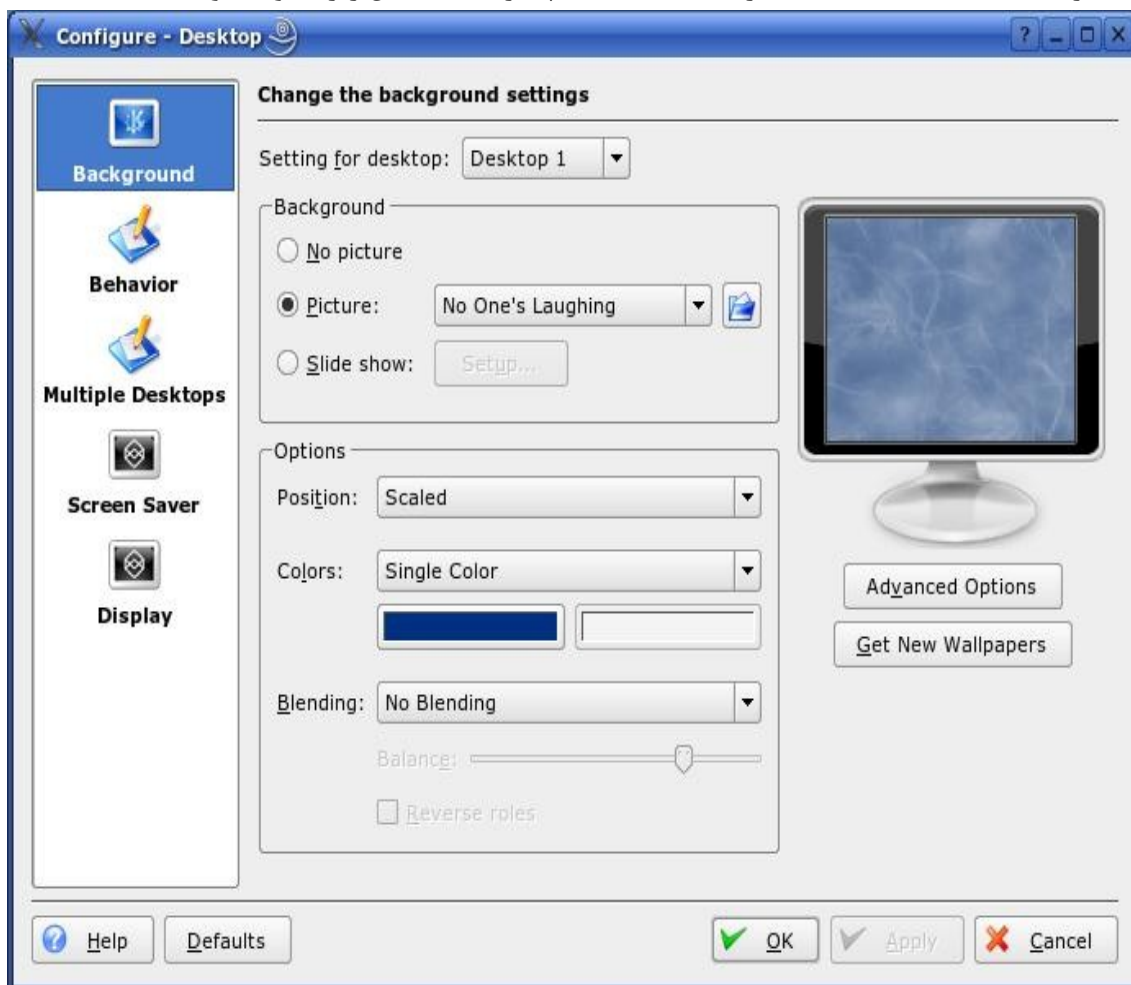 Configure - Desktop
Background
Behavior
Multiple Desktops
Screen Saver
Display
Change the background settings
Setting for desktop: Desktop 1
Background
No picture
Picture: No One's Laughing
Slide show: Setup...
Options
Position: Scaled
Colors: Single Color
Blending: No Blending
Balance:
Reverse roles
Advanced Options
Get New Wallpapers
Help Defaults OK Apply Cancel